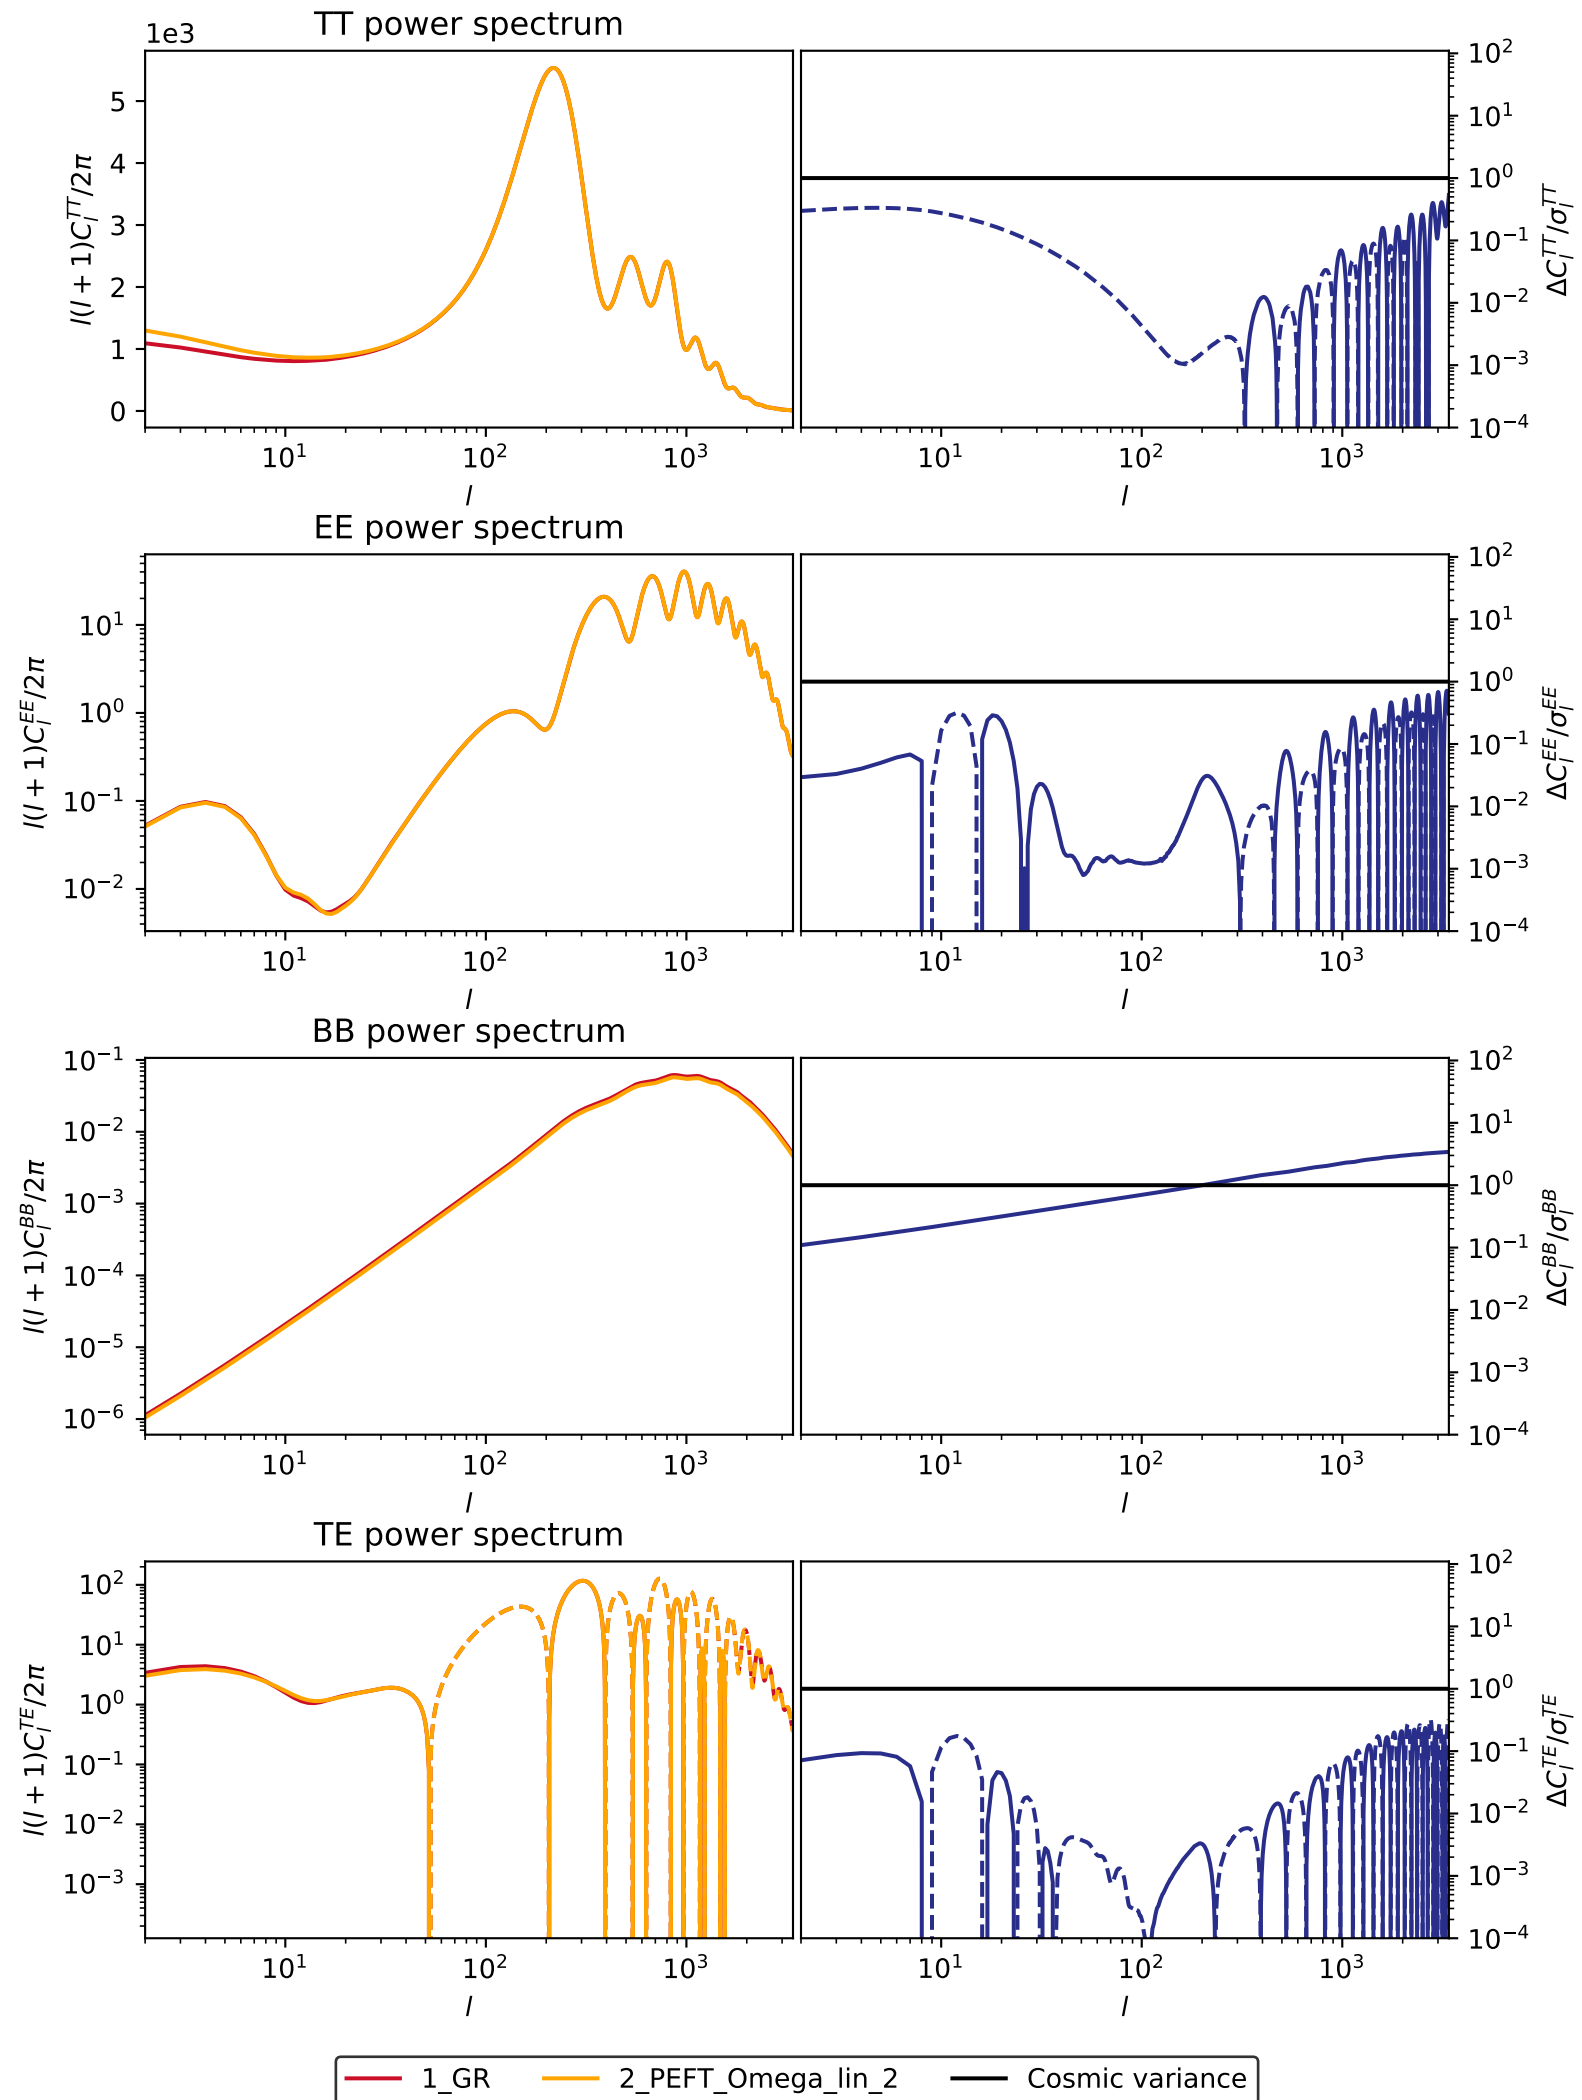 TT power spectrum
1e3
l(l + 1)C_l^{TT}/2π
5
4
3
2
1
0
10^1 10^2 10^3
l
10^2
10^1
10^0
10^{−1}
10^{−2}
10^{−3}
10^{−4}
ΔC_l^{TT}/σ_l^{TT}
10^1 10^2 10^3
l
EE power spectrum
l(l + 1)C_l^{EE}/2π
10^1
10^0
10^{−1}
10^{−2}
10^1 10^2 10^3
l
10^2
10^1
10^0
10^{−1}
10^{−2}
10^{−3}
10^{−4}
ΔC_l^{EE}/σ_l^{EE}
10^1 10^2 10^3
l
BB power spectrum
l(l + 1)C_l^{BB}/2π
10^{−1}
10^{−2}
10^{−3}
10^{−4}
10^{−5}
10^{−6}
10^1 10^2 10^3
l
10^2
10^1
10^0
10^{−1}
10^{−2}
10^{−3}
10^{−4}
ΔC_l^{BB}/σ_l^{BB}
10^1 10^2 10^3
l
TE power spectrum
l(l + 1)C_l^{TE}/2π
10^2
10^1
10^0
10^{−1}
10^{−2}
10^{−3}
10^1 10^2 10^3
l
10^2
10^1
10^0
10^{−1}
10^{−2}
10^{−3}
10^{−4}
ΔC_l^{TE}/σ_l^{TE}
10^1 10^2 10^3
l
1_GR 2_PEFT_Omega_lin_2 Cosmic variance